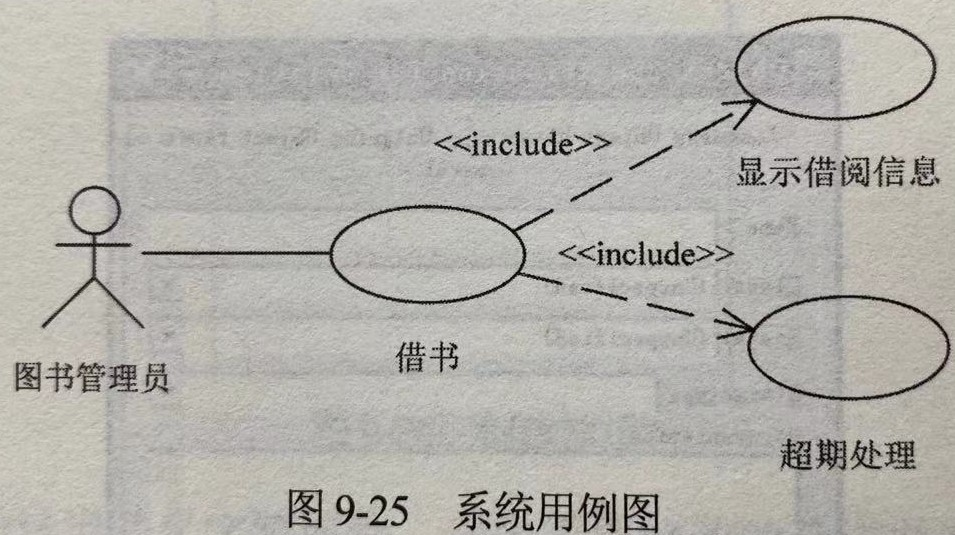 <<include>>
显示借阅信息
<<include>>
图书管理员
借书
超期处理
图 9-25 系统用例图